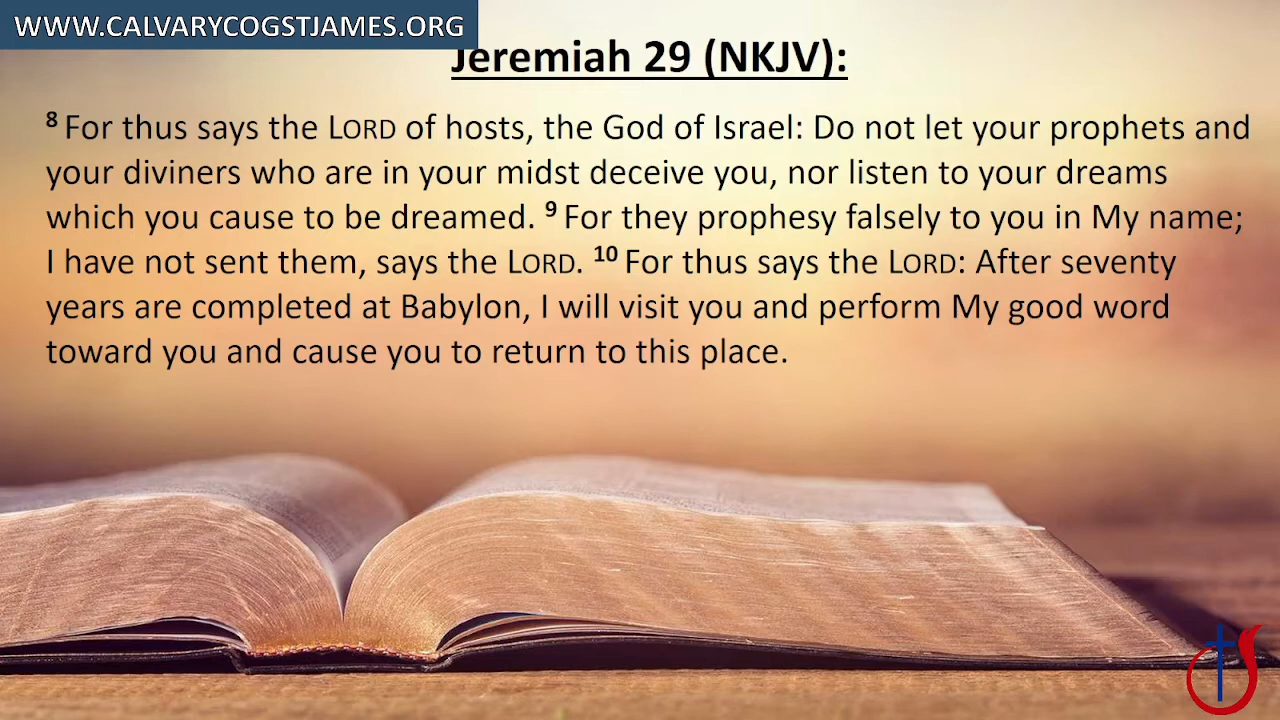 WWW.CALVARYCOGSTJAMES.ORG
Jeremiah 29 (NKJV):
8 For thus says the LORD of hosts, the God of Israel: Do not let your prophets and
your diviners who are in your midst deceive you, nor listen to your dreams
which you cause to be dreamed. 9 For they prophesy falsely to you in My name;
I have not sent them, says the LORD. 10 For thus says the LORD: After seventy
years are completed at Babylon, I will visit you and perform My good word
toward you and cause you to return to this place.